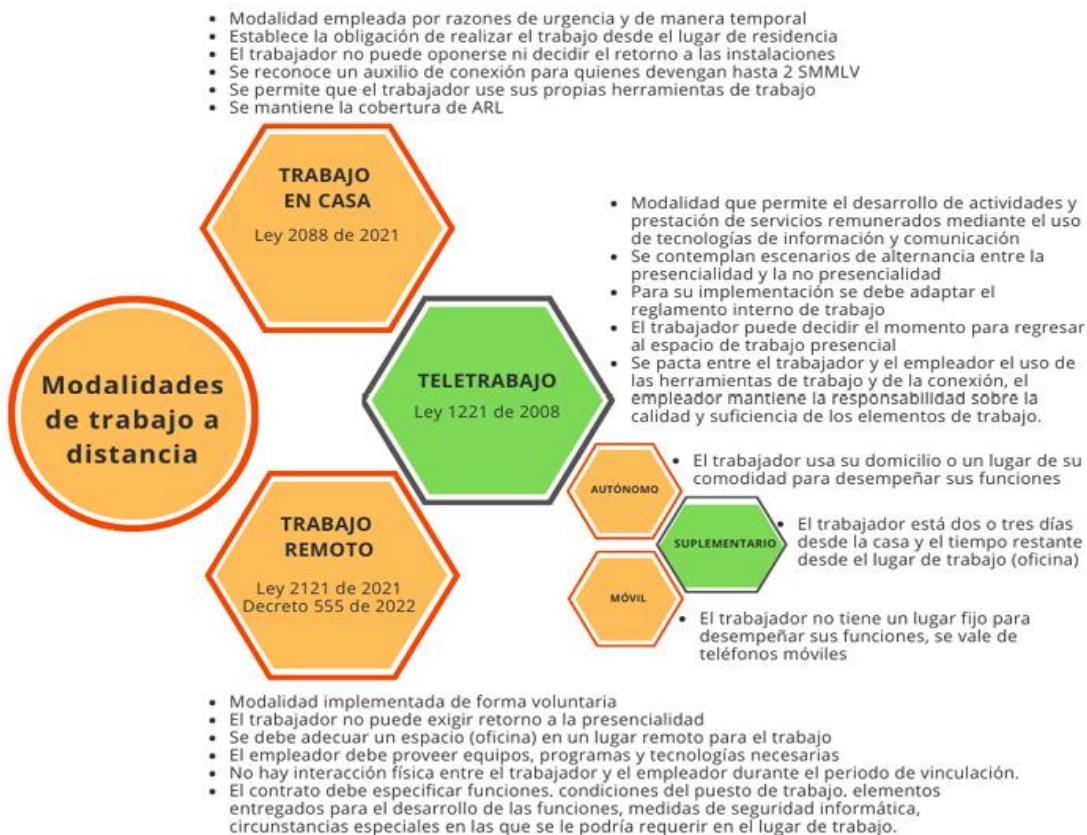 • Modalidad empleada por razones de urgencia y de manera temporal
• Establece la obligación de realizar el trabajo desde el lugar de residencia
• El trabajador no puede oponerse ni decidir el retorno a las instalaciones
• Se reconoce un auxilio de conexión para quienes devengan hasta 2 SMMLV
• Se permite que el trabajador use sus propias herramientas de trabajo
• Se mantiene la cobertura de ARL
TRABAJO
EN CASA
Ley 2088 de 2021
• Modalidad que permite el desarrollo de actividades y
prestación de servicios remunerados mediante el uso
de tecnologías de información y comunicación
• Se contemplan escenarios de alternancia entre la
presencialidad y la no presencialidad
• Para su implementación se debe adaptar el
reglamento interno de trabajo
• El trabajador puede decidir el momento para regresar
al espacio de trabajo presencial
• Se pacta entre el trabajador y el empleador el uso de
las herramientas de trabajo y de la conexión, el
empleador mantiene la responsabilidad sobre la
calidad y suficiencia de los elementos de trabajo.
Modalidades
de trabajo a
distancia
TELETRABAJO
Ley 1221 de 2008
AUTÓNOMO
• El trabajador usa su domicilio o un lugar de su
comodidad para desempeñar sus funciones
SUPLEMENTARIO
• El trabajador está dos o tres días
desde la casa y el tiempo restante
desde el lugar de trabajo (oficina)
MÓVIL
• El trabajador no tiene un lugar fijo para
desempeñar sus funciones, se vale de
teléfonos móviles
TRABAJO
REMOTO
Ley 2121 de 2021
Decreto 555 de 2022
• Modalidad implementada de forma voluntaria
• El trabajador no puede exigir retorno a la presencialidad
• Se debe adecuar un espacio (oficina) en un lugar remoto para el trabajo
• El empleador debe proveer equipos, programas y tecnologías necesarias
• No hay interacción física entre el trabajador y el empleador durante el periodo de vinculación.
• El contrato debe especificar funciones. condiciones del puesto de trabajo. elementos
entregados para el desarrollo de las funciones, medidas de seguridad informática,
circunstancias especiales en las que se le podría requerir en el lugar de trabajo.